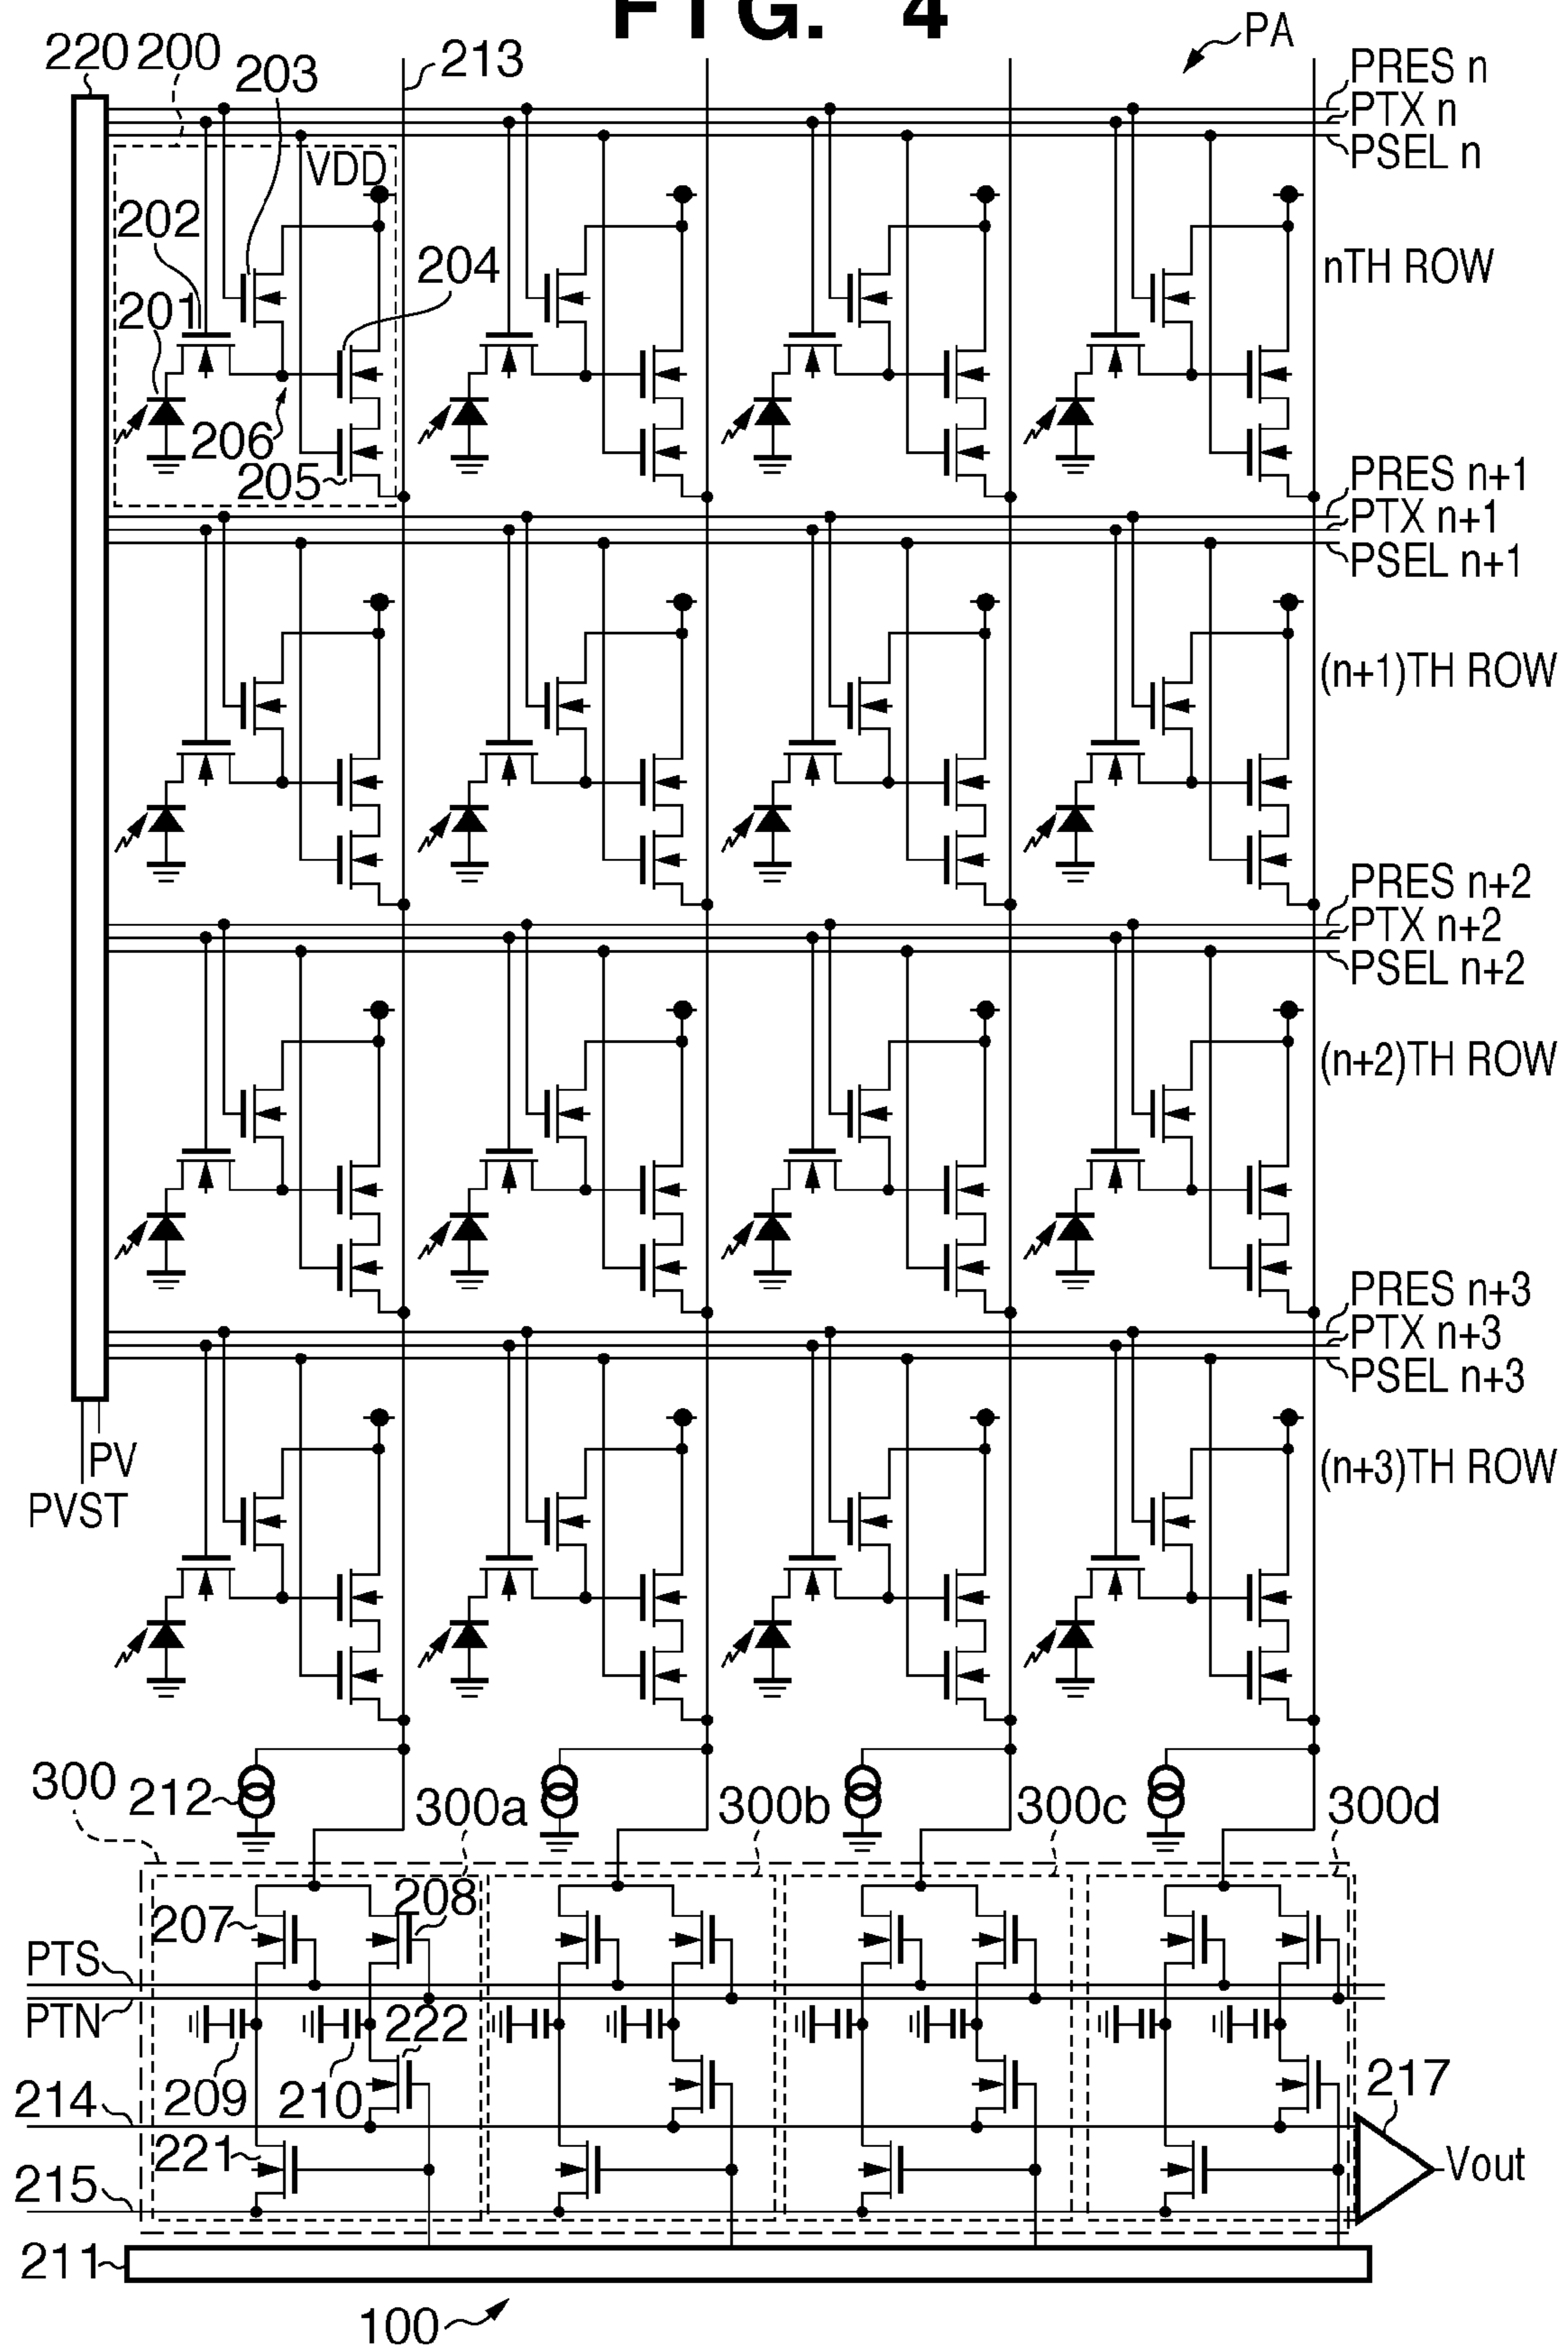 FIG. 4
220 200 203 213 PA
PRES n
PTX n
PSEL n
VDD
202
204
nTH ROW
201
206
205
PRES n+1
PTX n+1
PSEL n+1
(n+1)TH ROW
PRES n+2
PTX n+2
PSEL n+2
(n+2)TH ROW
PRES n+3
PTX n+3
PSEL n+3
PV
(n+3)TH ROW
PVST
300 212 300a 300b 300c 300d
207 208
PTS
PTN 222
209 210
214 217
221 Vout
215
211
100